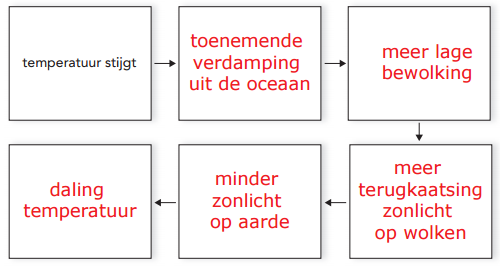 temperatuur stijgt
toenemende
verdamping
uit de oceaan
meer lage
bewolking
meer
terugkaatsing
zonlicht
op wolken
minder
zonlicht
op aarde
daling
temperatuur